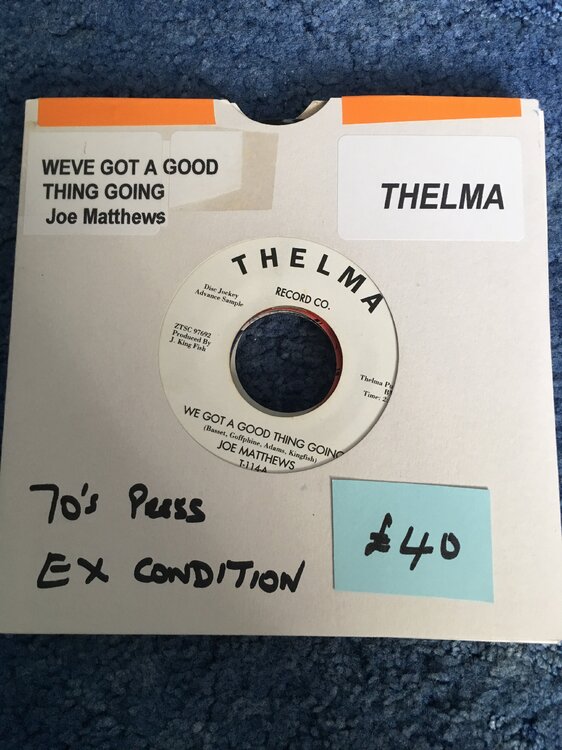 WEVE GOT A GOOD
THING GOING
Joe Matthews
THELMA
THELMA
RECORD CO.
Disc Jockey
Advance Sample
ZTSC 97692
Produced By
J. King Fish
Thelma
Time:
WE GOT A GOOD THING GOING
(Basset, Goffphine, Adams, Kingfish)
JOE MATTHEWS
T-114A
70's Press
EX CONDITION
£40